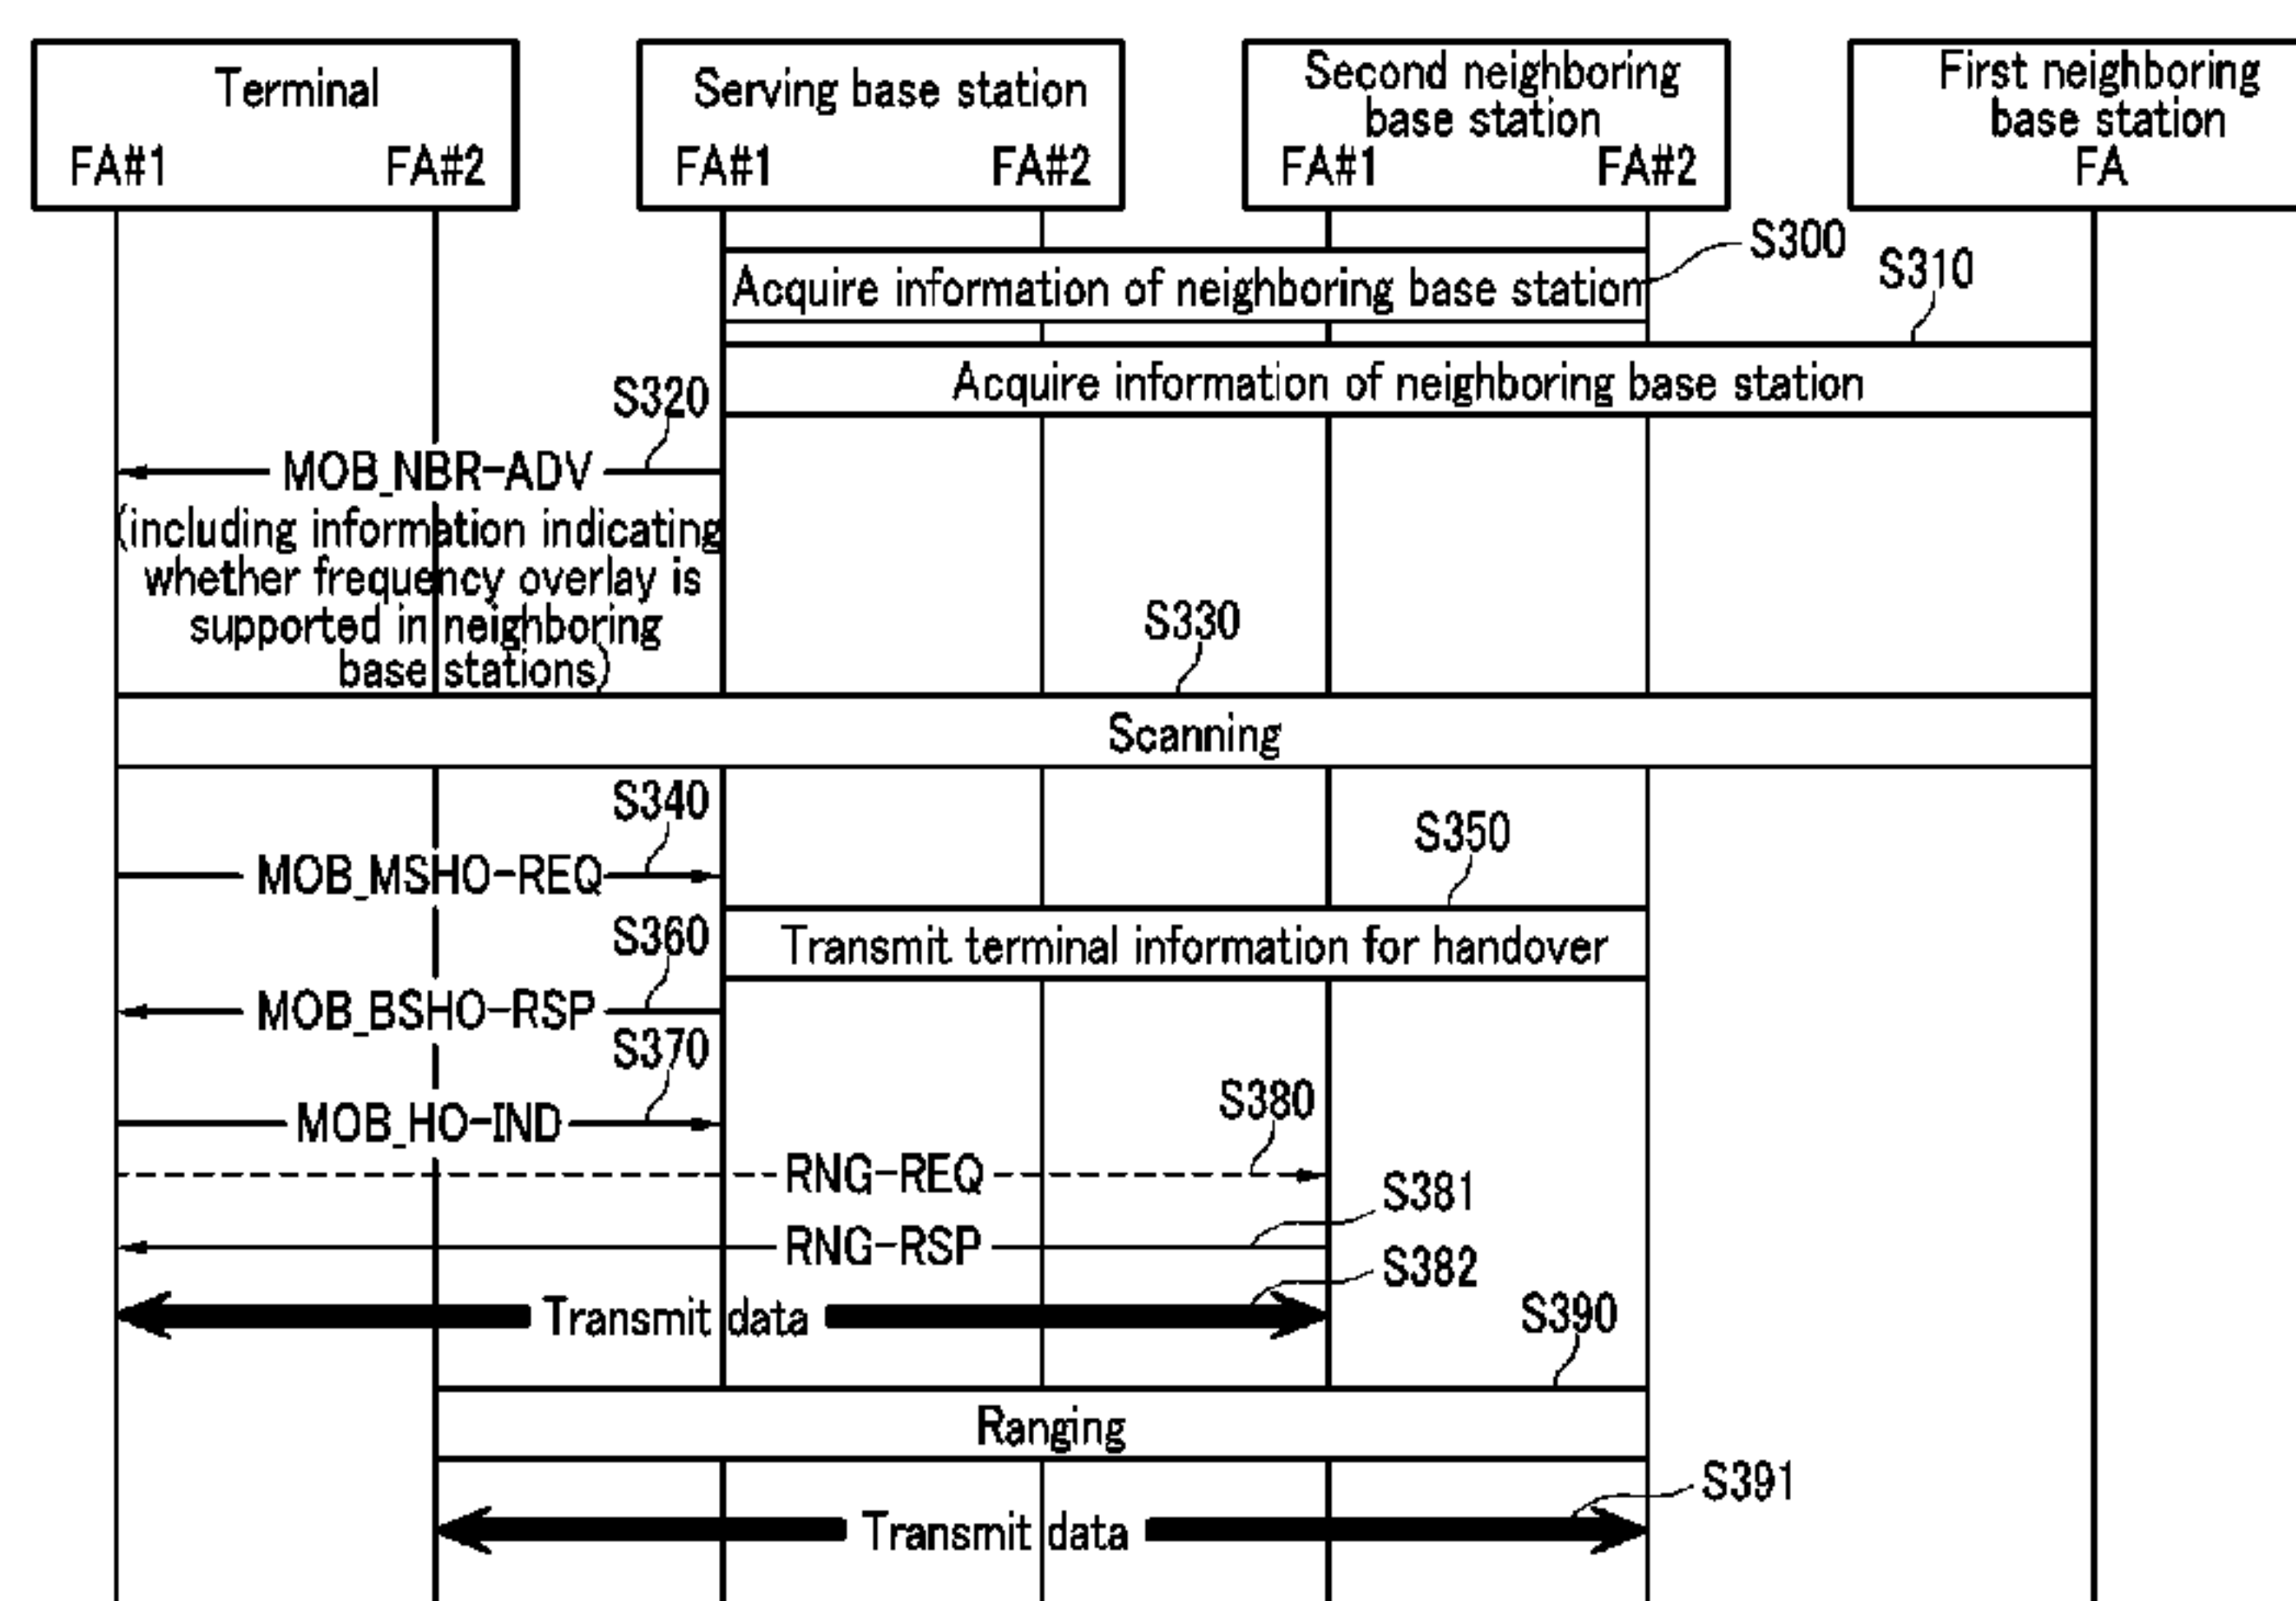 Terminal
FA#1 FA#2
Serving base station
FA#1 FA#2
Second neighboring
base station
FA#1 FA#2
First neighboring
base station
FA
S300
Acquire information of neighboring base station
S310
Acquire information of neighboring base station
S320
MOB_NBR-ADV
(including information indicating
whether frequency overlay is
supported in neighboring
base stations)
S330
Scanning
S340
MOB_MSHO-REQ
S350
Transmit terminal information for handover
S360
MOB_BSHO-RSP
S370
MOB_HO-IND
S380
RNG-REQ
S381
RNG-RSP
S382
Transmit data
S390
Ranging
S391
Transmit data